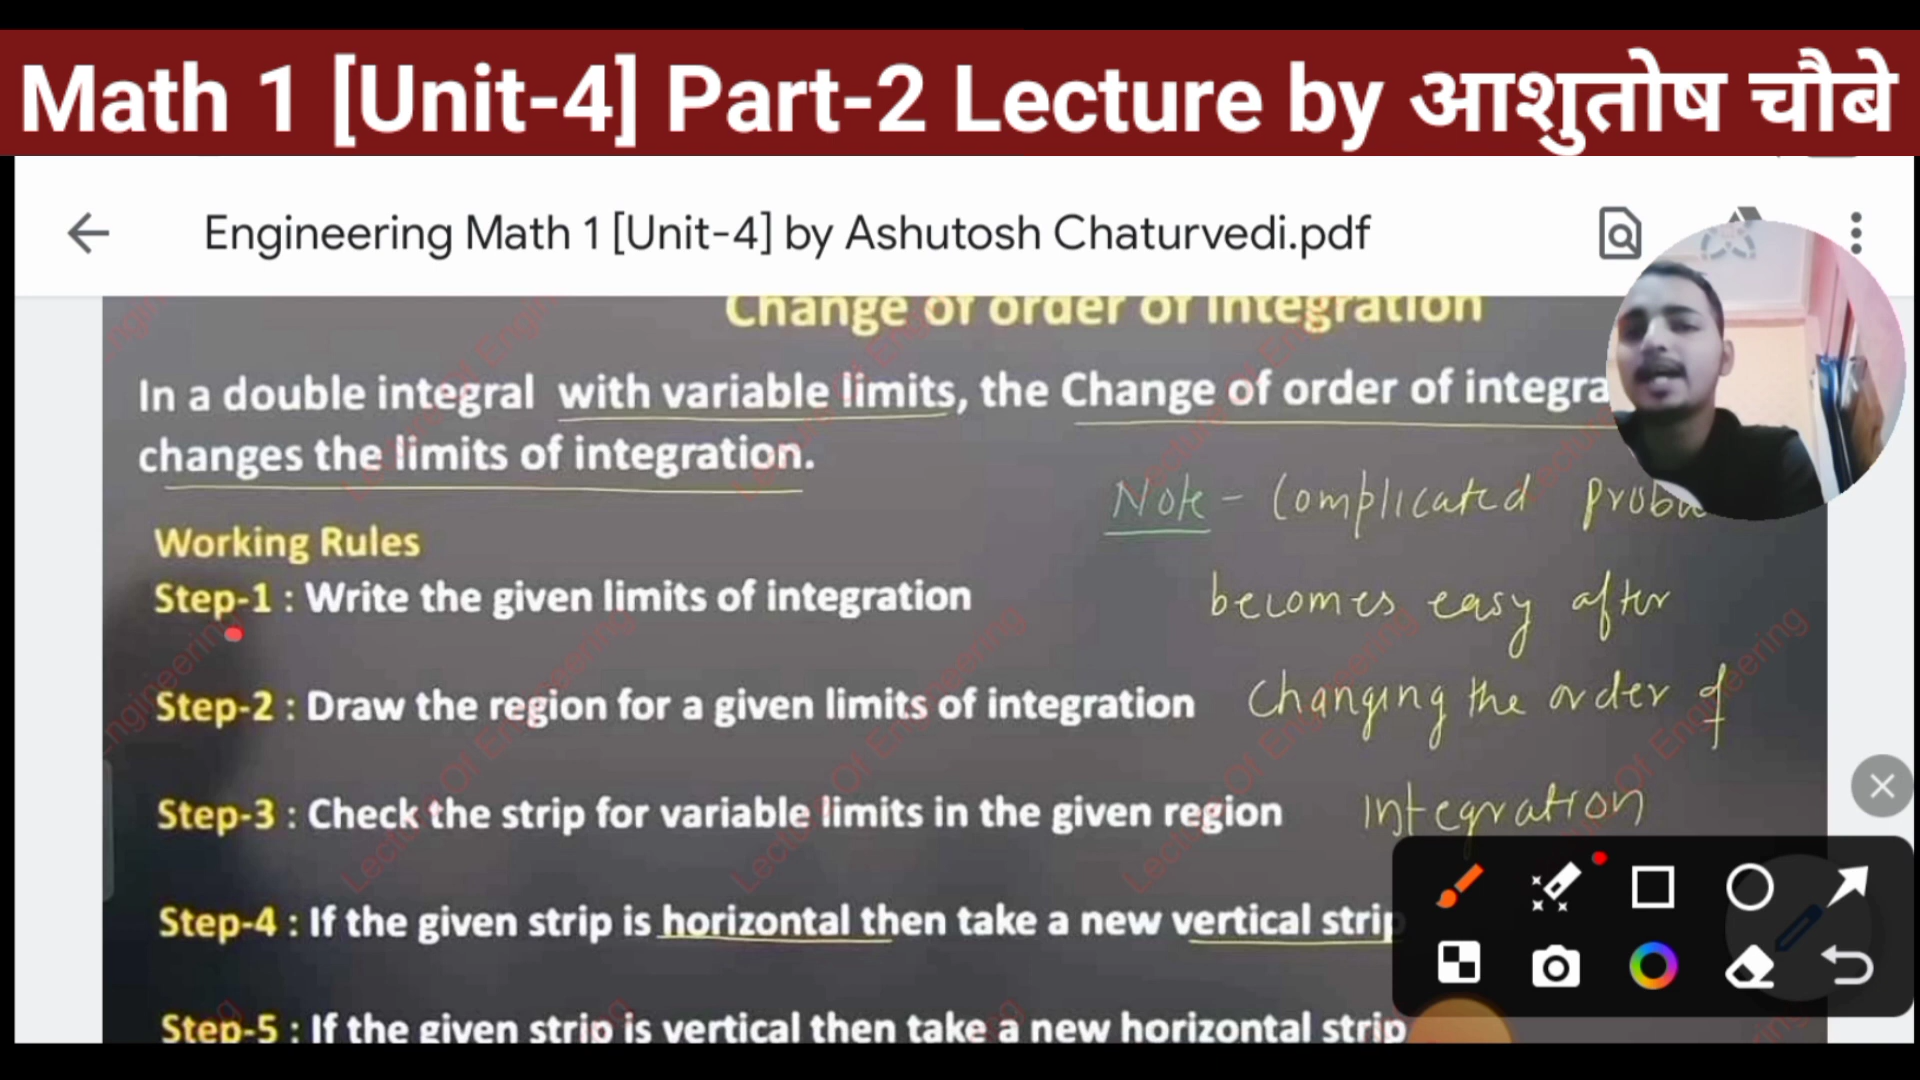 Math 1 [Unit-4] Part-2 Lecture by आशुतोष चौबे
Engineering Math 1 [Unit-4] by Ashutosh Chaturvedi.pdf
Change of order of integration
In a double integral with variable limits, the Change of order of integra
changes the limits of integration.
Note - Complicated
becomes easy after
changing the order of
Integration
Working Rules
Step-1 : Write the given limits of integration
Step-2 : Draw the region for a given limits of integration
Step-3 : Check the strip for variable limits in the given region
Step-4 : If the given strip is horizontal then take a new vertical strip
Step-5 : If the given strip is vertical then take a new horizontal strip
Lecture Of Engineering